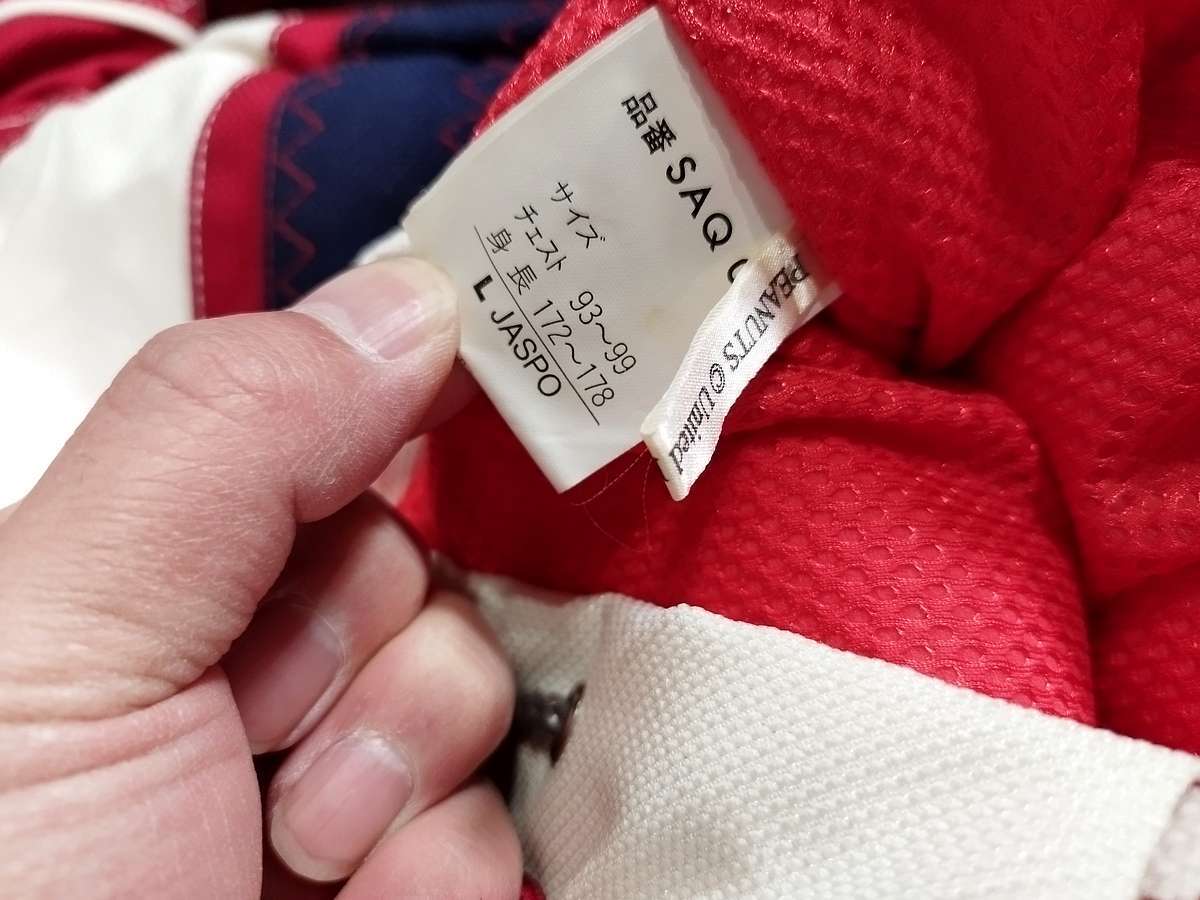 品番 SAQ
サイズ
チェスト 93〜99
身長 172〜178
L JASPO
PEANUTS © United